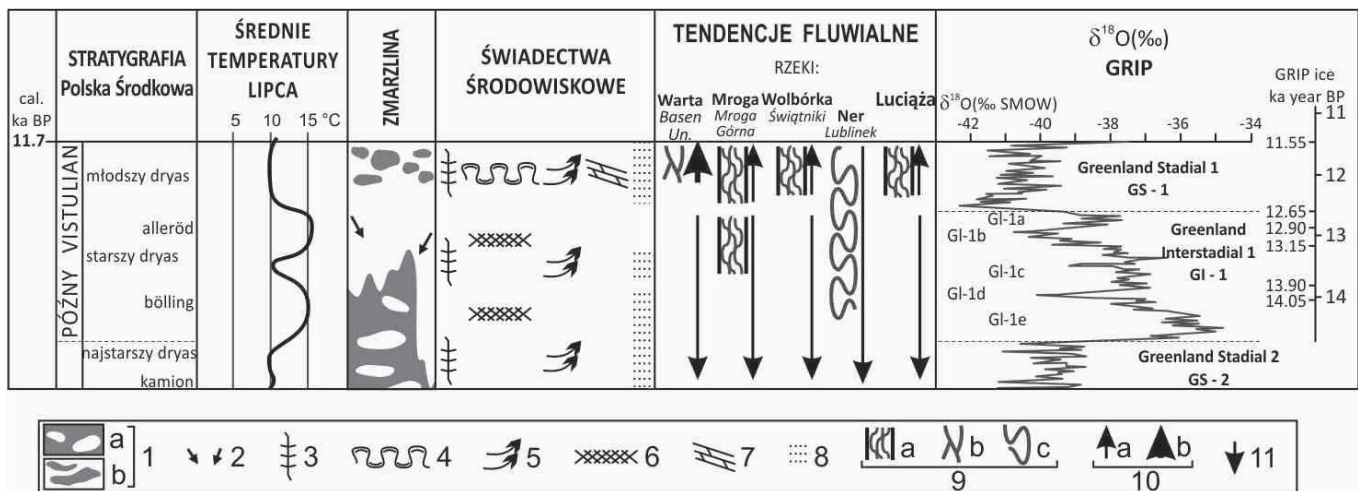 cal.
ka BP
11.7
STRATYGRAFIA
Polska Środkowa
ŚREDNIE
TEMPERATURY
LIPCA
5 10 15 °C
ZMARZLINA
ŚWIADECTWA
ŚRODOWISKOWE
TENDENCJE FLUWIALNE
RZEKI:
Warta
Basen
Un.
Mroga
Mroga
Górna
Wolbórka
Świątniki
Ner
Lublinek
Luciąża
δ18O(‰)
GRIP
δ18O(‰ SMOW)
-42 -40 -38 -36 -34
GRIP ice
ka year BP
PÓŹNY VISTULIAN
młodszy dryas
alleröd
starszy dryas
bölling
najstarszy dryas
kamion
Greenland Stadial 1
GS - 1
GI-1a
GI-1b
Greenland
Interstadial 1
GI - 1
GI-1c
GI-1d
GI-1e
Greenland Stadial 2
GS - 2
11
11.55
12
12.65
12.90
13
13.15
13.90
14.05
14
a
b
1
2
3
4
5
6
7
8
a b c
9
a b
10
11